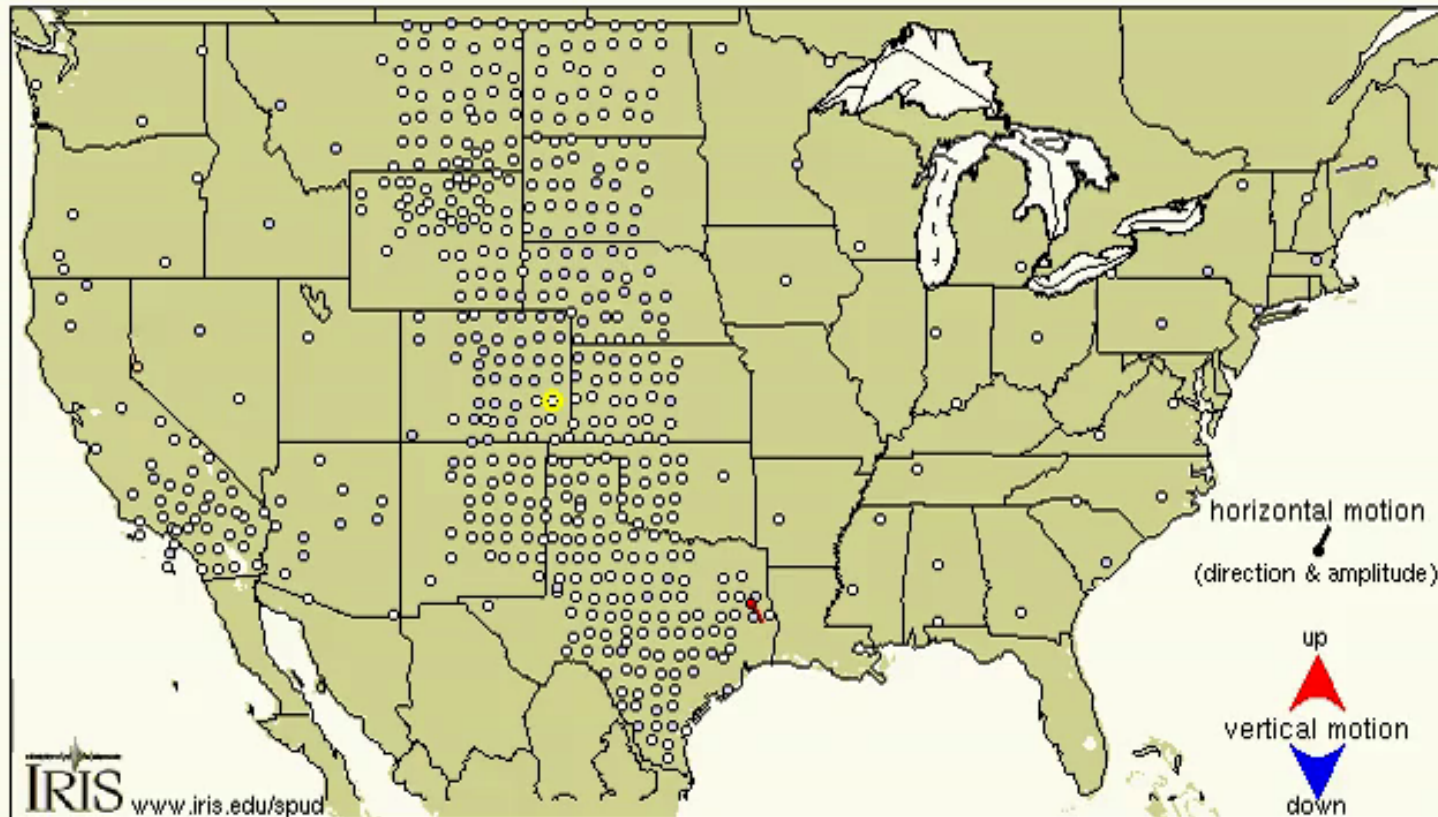 horizontal motion
(direction & amplitude)
up
vertical motion
down
IRIS www.iris.edu/spud